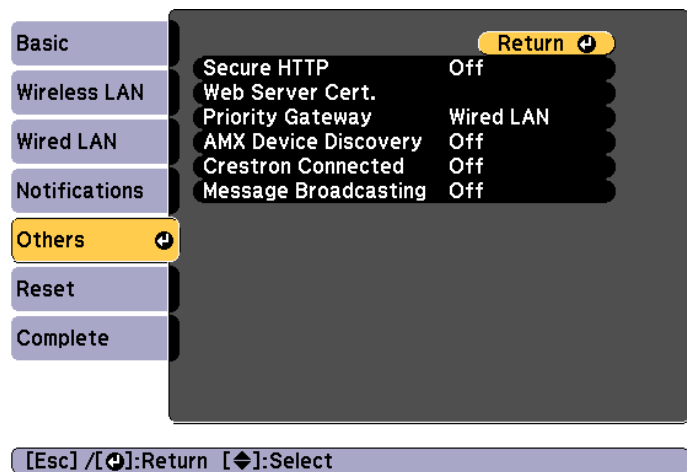 Basic
Wireless LAN
Wired LAN
Notifications
Others
Reset
Complete
Return
Secure HTTP Off
Web Server Cert.
Priority Gateway Wired LAN
AMX Device Discovery Off
Crestron Connected Off
Message Broadcasting Off
[Esc] /[⏎]:Return [◆]:Select